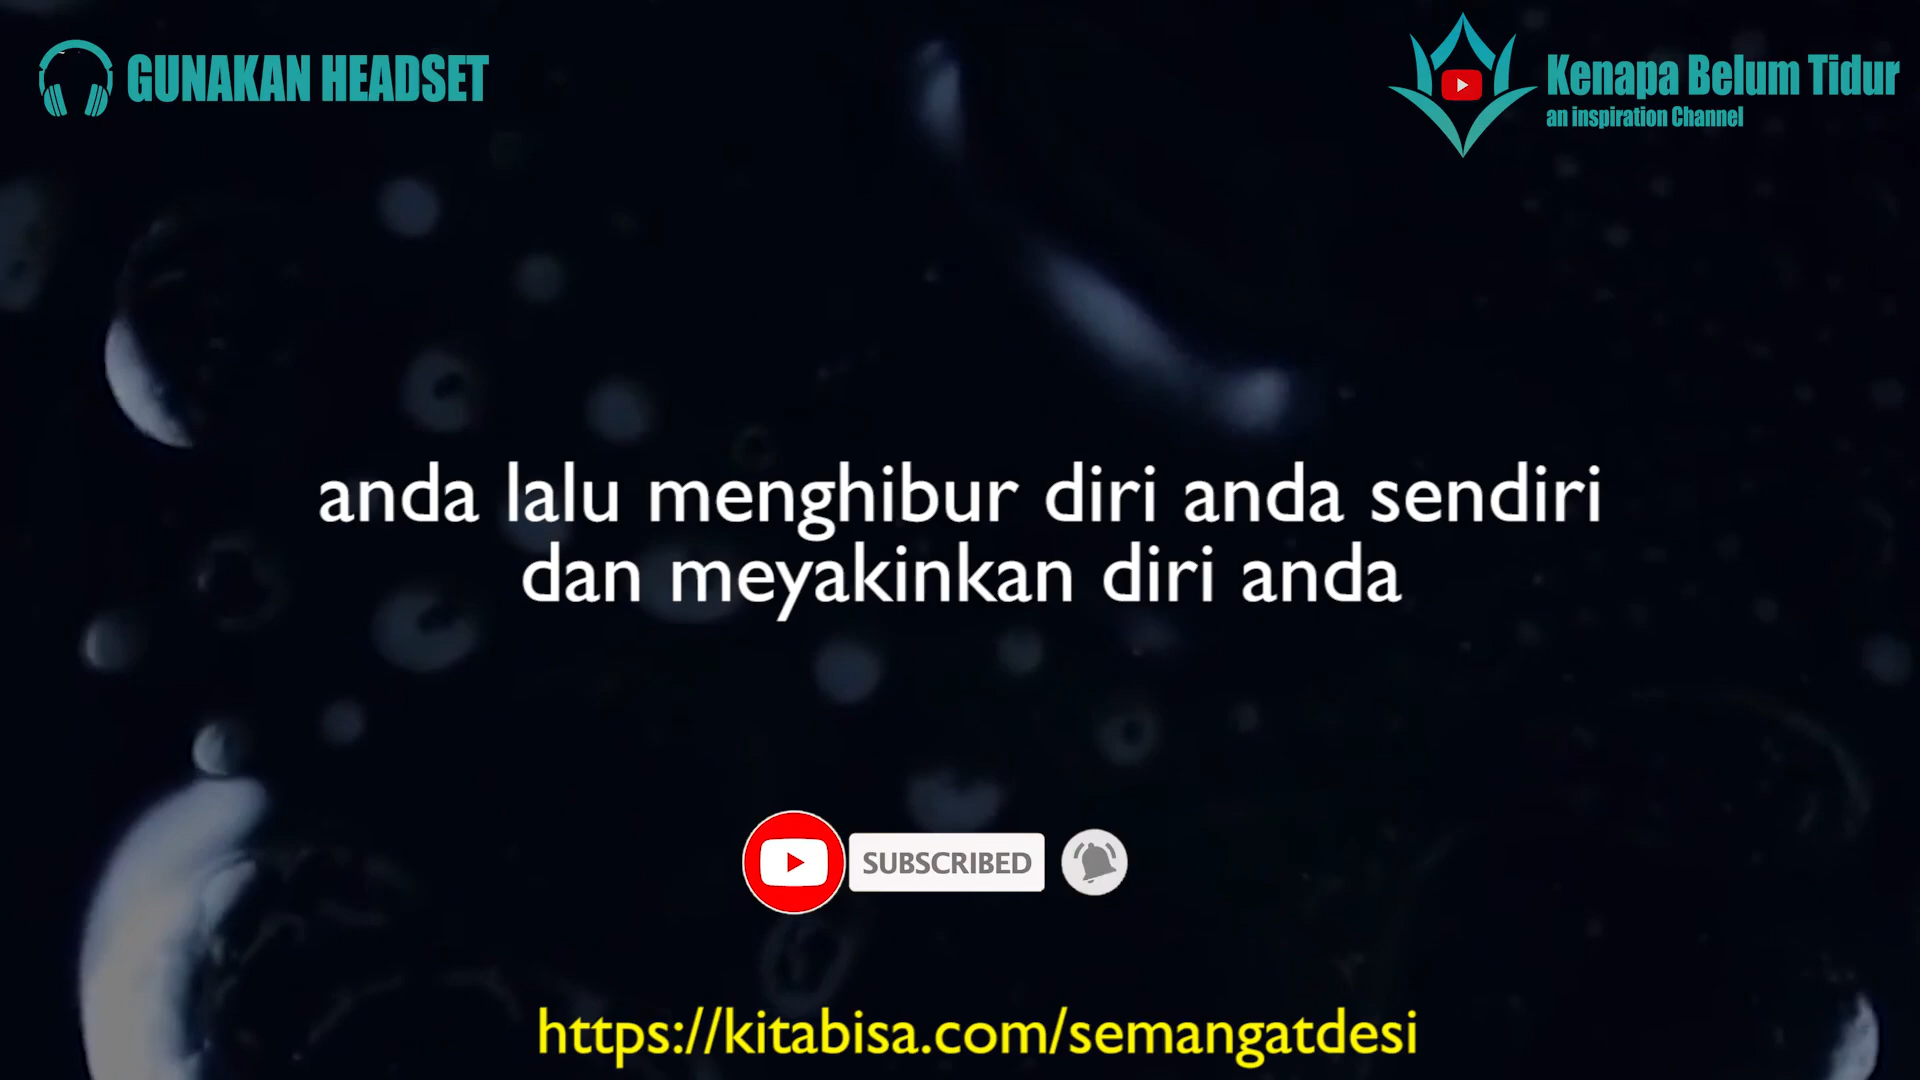 GUNAKAN HEADSET
Kenapa Belum Tidur
an inspiration Channel
anda lalu menghibur diri anda sendiri
dan meyakinkan diri anda
SUBSCRIBED
https://kitabisa.com/semangatdesi